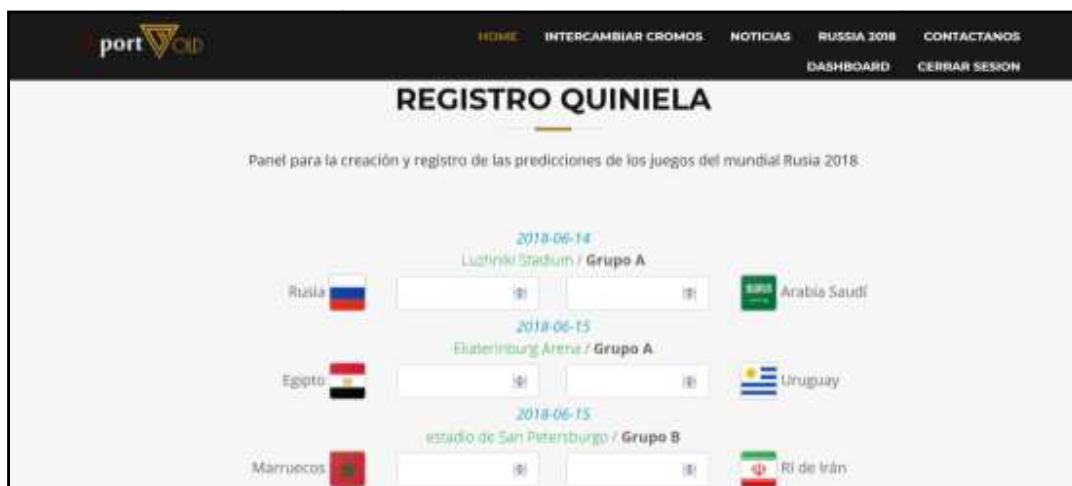 port VOID
HOME INTERCAMBIAR CROMOS NOTICIAS RUSSIA 2018 CONTACTANOS
DASHBOARD CERRAR SESION
REGISTRO QUINIELA
Panel para la creación y registro de las predicciones de los juegos del mundial Rusia 2018
2018-06-14
Luzhniki Stadium / Grupo A
Rusia Arabia Saudí
2018-06-15
Ekaterinburg Arena / Grupo A
Egipto Uruguay
2018-06-15
estadio de San Petersburgo / Grupo B
Marruecos RI de Irán